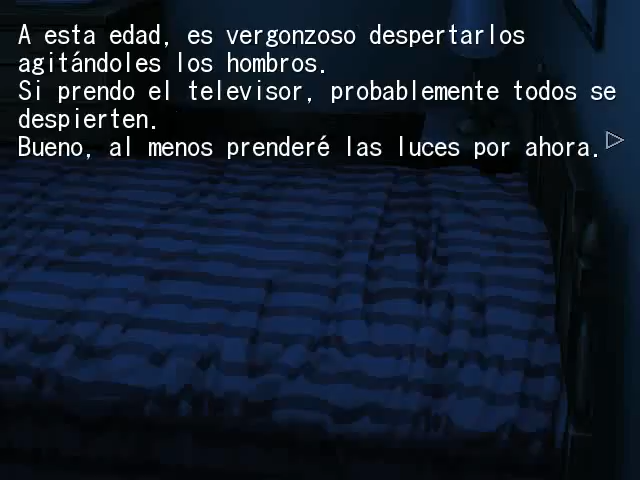 A esta edad, es vergonzoso despertarlos
agitándoles los hombros.
Si prendo el televisor, probablemente todos se
despierten.
Bueno, al menos prenderé las luces por ahora.